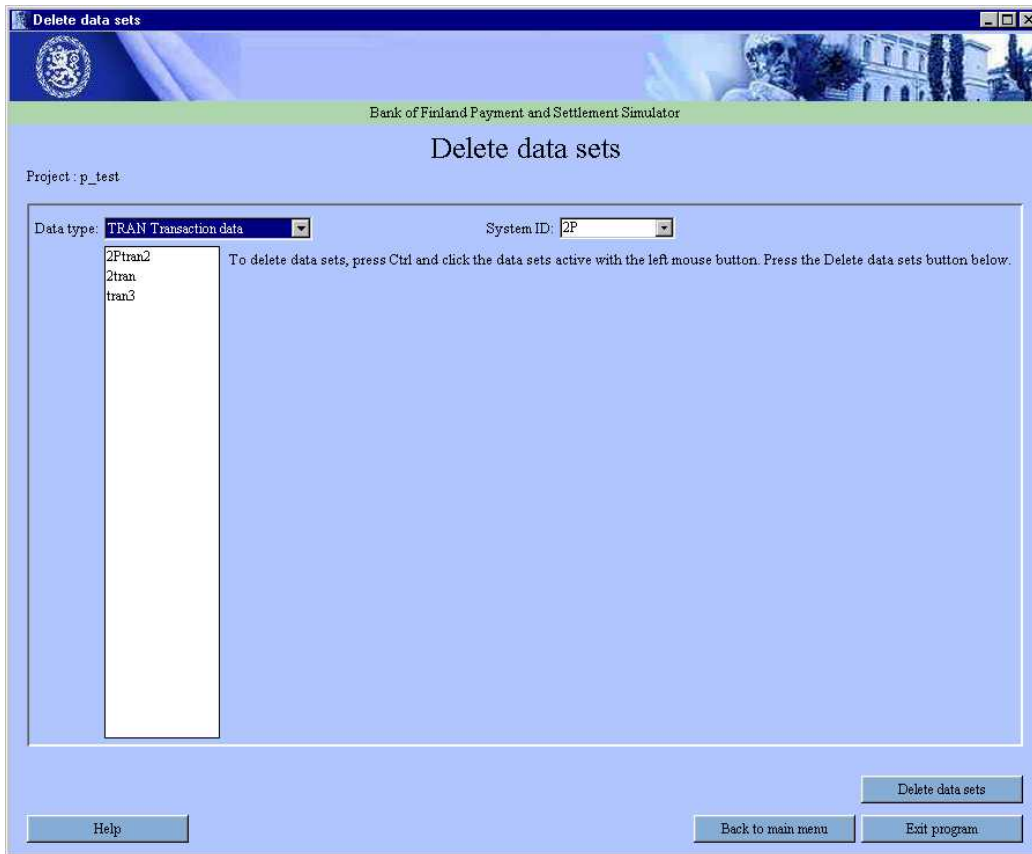 Delete data sets
Bank of Finland Payment and Settlement Simulator
Delete data sets
Project : p_test
Data type: TRAN Transaction data System ID: 2P
2Ptran2
To delete data sets, press Ctrl and click the data sets active with the left mouse button. Press the Delete data sets button below.
2tran
tran3
Delete data sets
Help Back to main menu Exit program